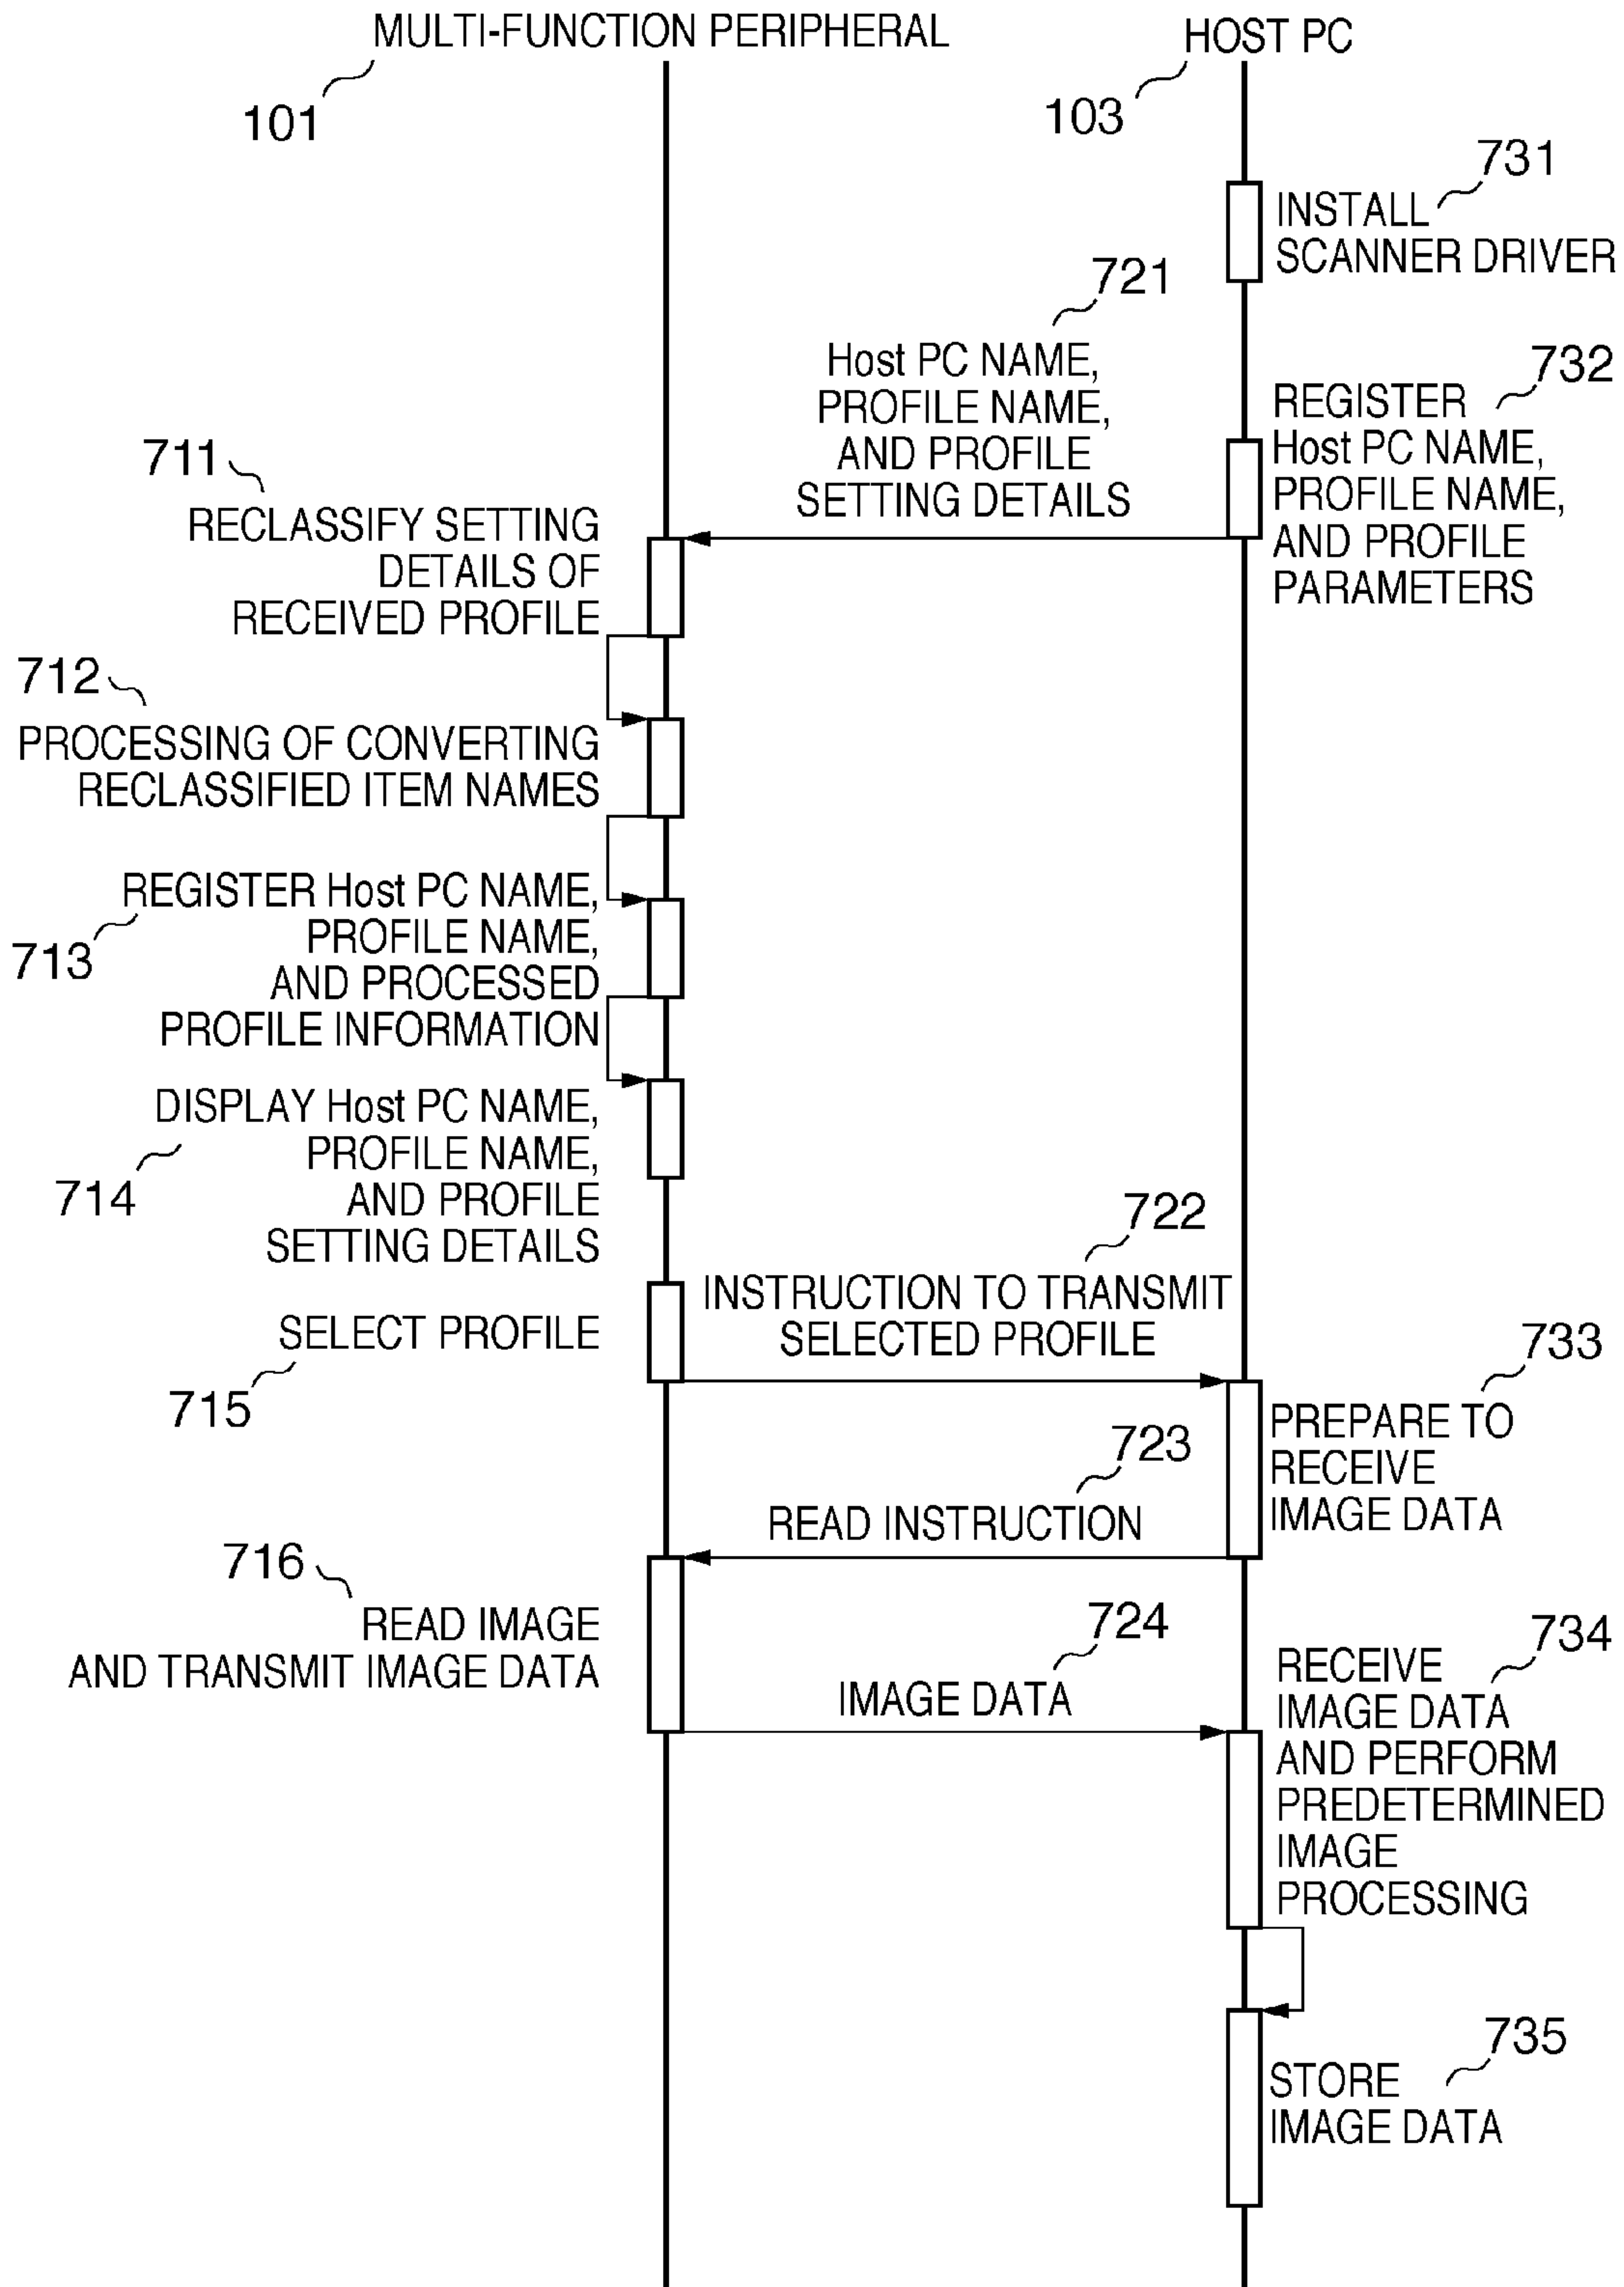 MULTI-FUNCTION PERIPHERAL
HOST PC
101
103
731
INSTALL
SCANNER DRIVER
721
Host PC NAME,
PROFILE NAME,
AND PROFILE
SETTING DETAILS
732
REGISTER
Host PC NAME,
PROFILE NAME,
AND PROFILE
PARAMETERS
711
RECLASSIFY SETTING
DETAILS OF
RECEIVED PROFILE
712
PROCESSING OF CONVERTING
RECLASSIFIED ITEM NAMES
REGISTER Host PC NAME,
PROFILE NAME,
AND PROCESSED
PROFILE INFORMATION
713
DISPLAY Host PC NAME,
PROFILE NAME,
AND PROFILE
SETTING DETAILS
714
722
INSTRUCTION TO TRANSMIT
SELECTED PROFILE
SELECT PROFILE
715
733
PREPARE TO
RECEIVE
IMAGE DATA
723
READ INSTRUCTION
716
READ IMAGE
AND TRANSMIT IMAGE DATA
724
IMAGE DATA
734
RECEIVE
IMAGE DATA
AND PERFORM
PREDETERMINED
IMAGE
PROCESSING
735
STORE
IMAGE DATA